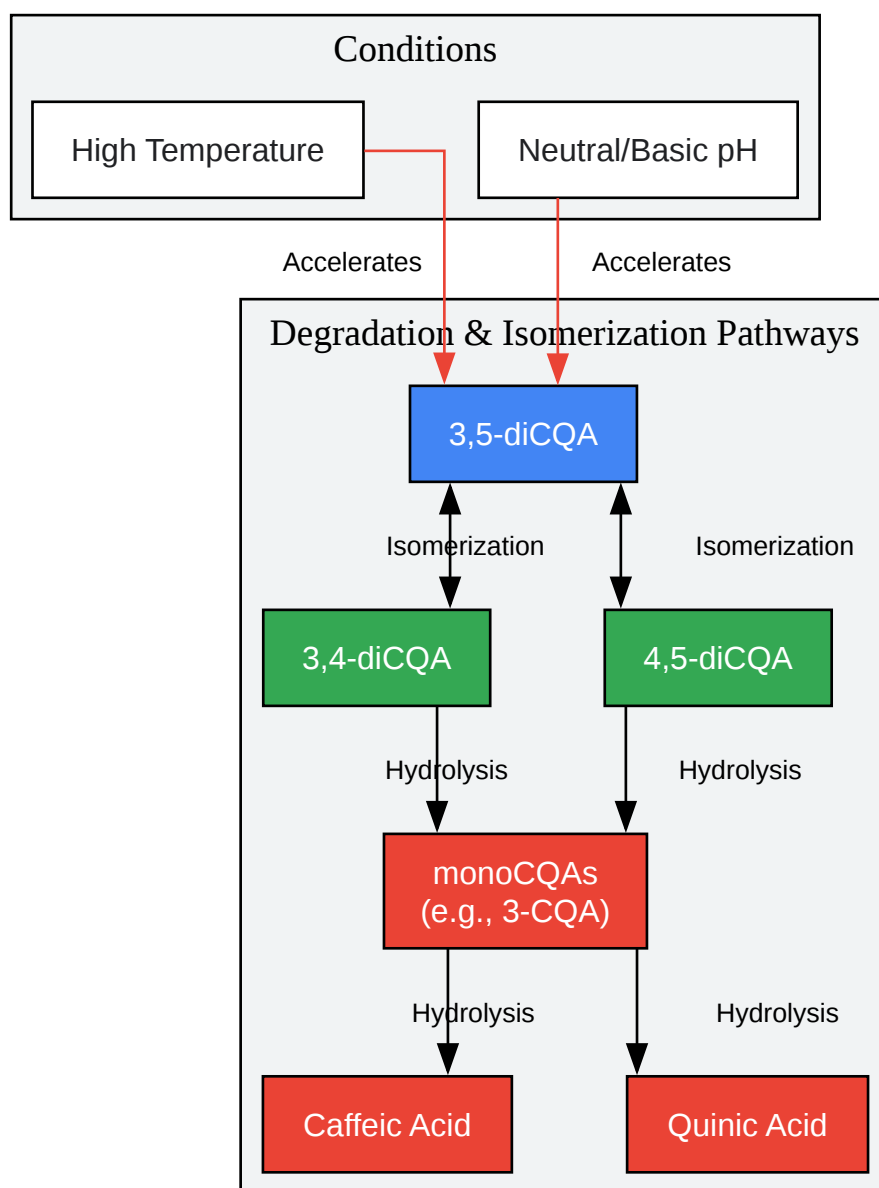 Conditions
High Temperature
Neutral/Basic pH
Accelerates
Accelerates
Degradation & Isomerization Pathways
3,5-diCQA
Isomerization
Isomerization
3,4-diCQA
4,5-diCQA
Hydrolysis
Hydrolysis
monoCQAs
(e.g., 3-CQA)
Hydrolysis
Hydrolysis
Caffeic Acid
Quinic Acid